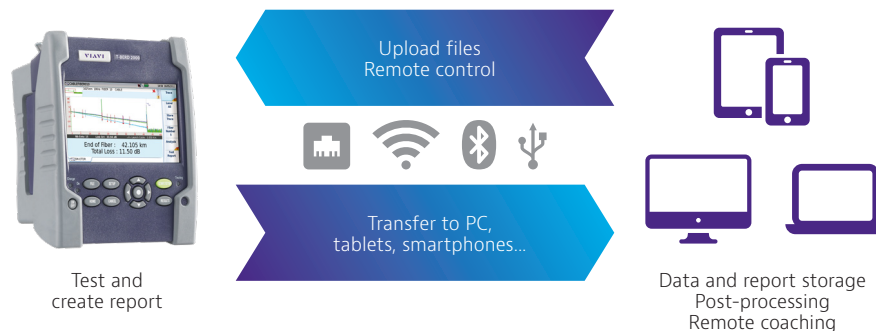 VIAVI
Upload files
Remote control
End of Fiber : 42.105 km
Total Loss : 11.50 dB
Transfer to PC,
tablets, smartphones...
Test and
create report
Data and report storage
Post-processing
Remote coaching